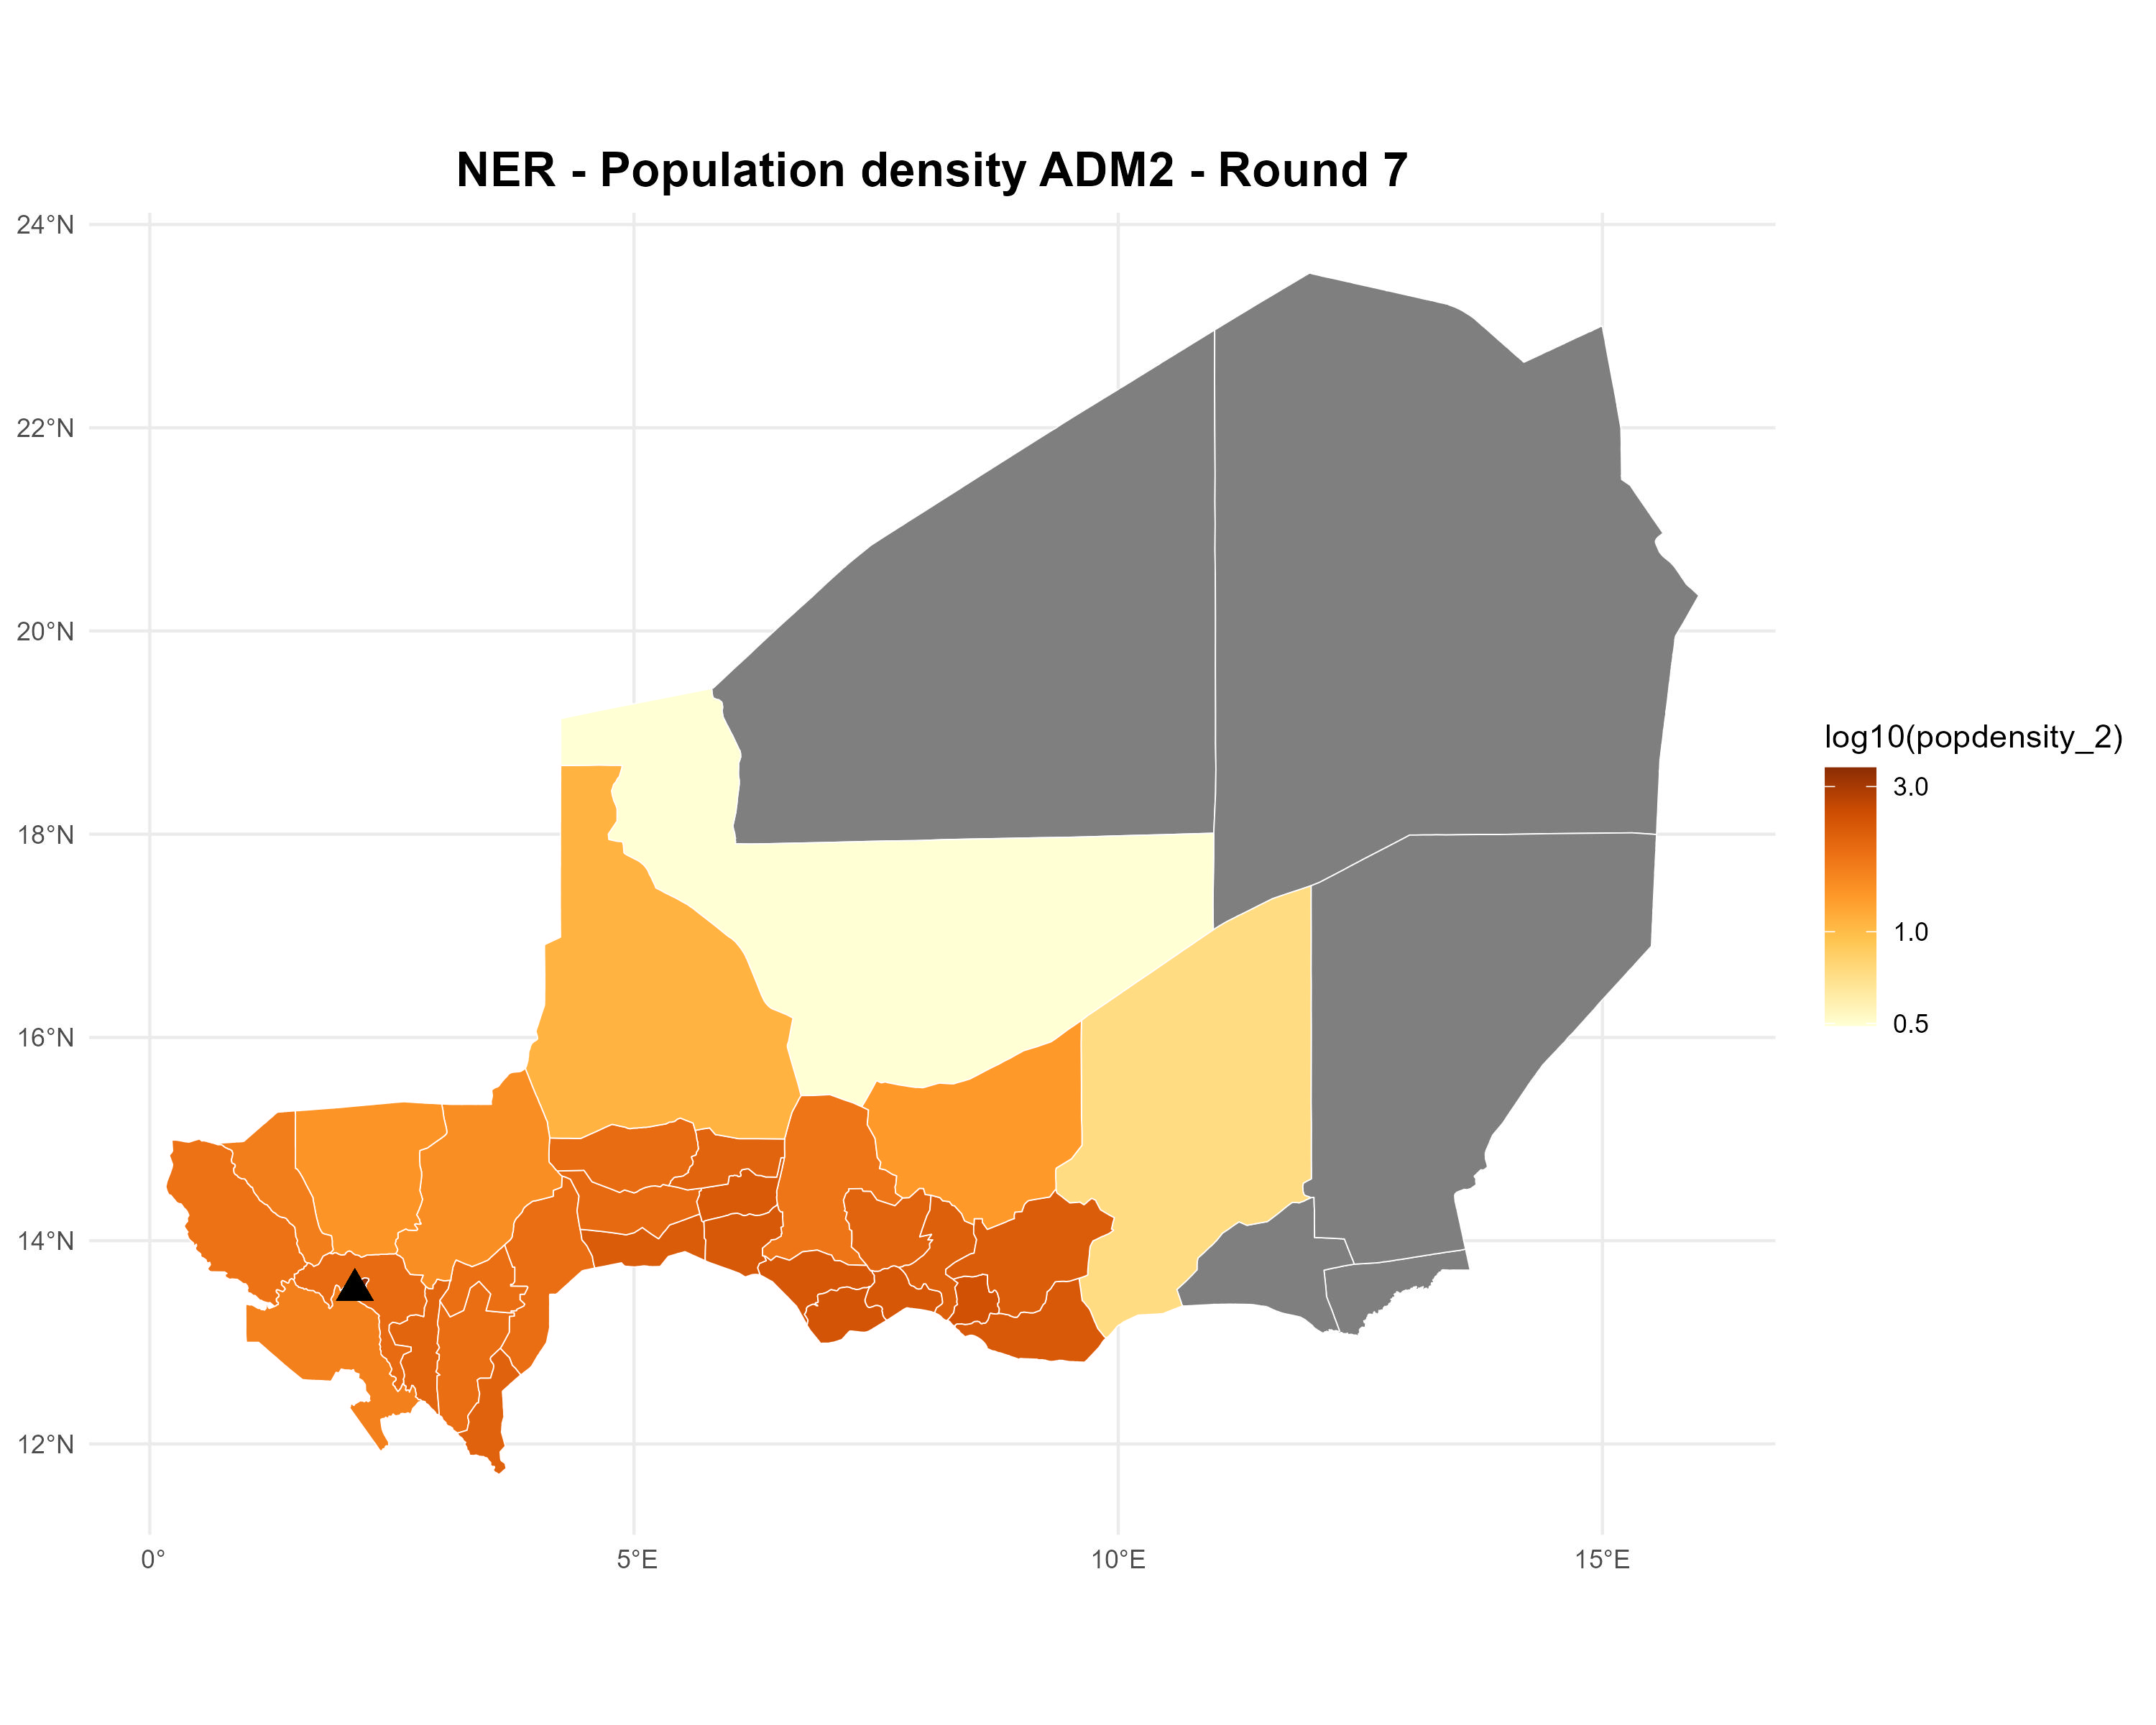 NER - Population density ADM2 - Round 7
24°N
22°N
20°N
18°N
16°N
14°N
12°N
0°
5°E
10°E
15°E
log10(popdensity_2)
3.0
1.0
0.5